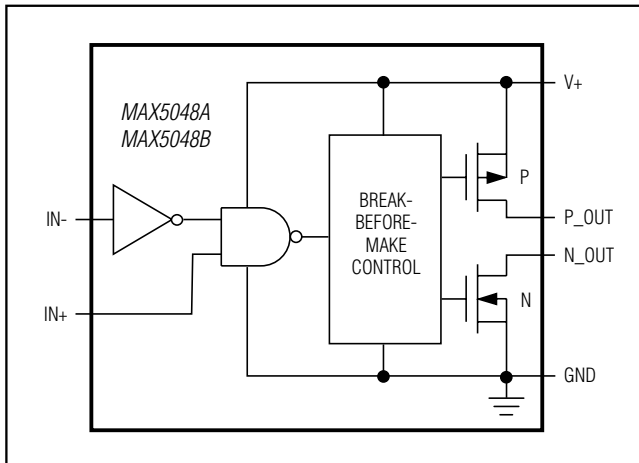 MAX5048A
MAX5048B
V+
P
BREAK-
BEFORE-
MAKE
CONTROL
IN-
P_OUT
N_OUT
N
IN+
GND